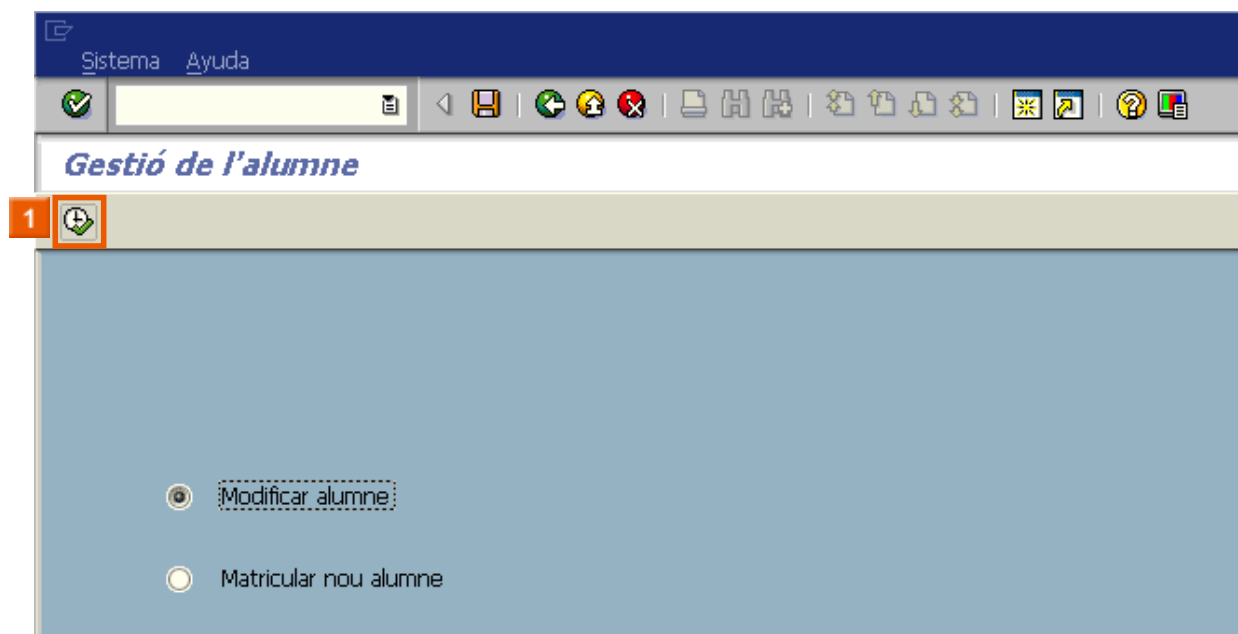 Sistema Ayuda
Gestió de l'alumne
1
Modificar alumne
Matricular nou alumne